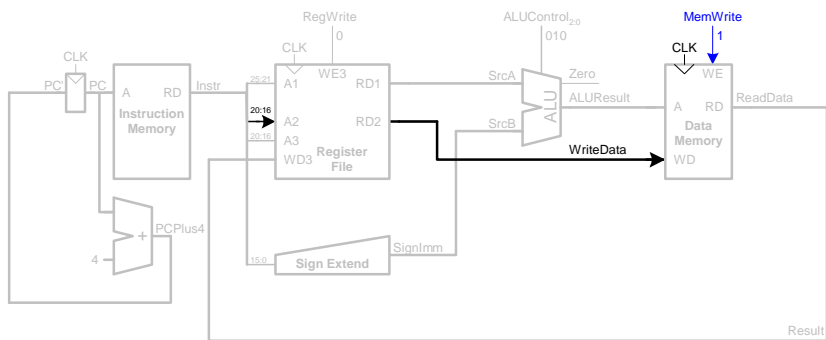 RegWrite
ALUControl2:0
MemWrite
0
010
1
CLK
CLK
CLK
PC'
PC
A
RD
Instr
Instruction
Memory
25:21
A1
WE3
RD1
SrcA
Zero
WE
20:16
A2
RD2
SrcB
ALU
ALUResult
A
RD
ReadData
20:16
A3
WD3
Register
File
WriteData
Data
Memory
WD
PCPlus4
+
4
SignImm
15:0
Sign Extend
Result